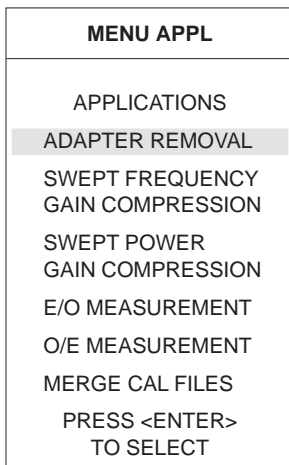 MENU APPL
APPLICATIONS
ADAPTER REMOVAL
SWEPT FREQUENCY
GAIN COMPRESSION
SWEPT POWER
GAIN COMPRESSION
E/O MEASUREMENT
O/E MEASUREMENT
MERGE CAL FILES
PRESS <ENTER>
TO SELECT